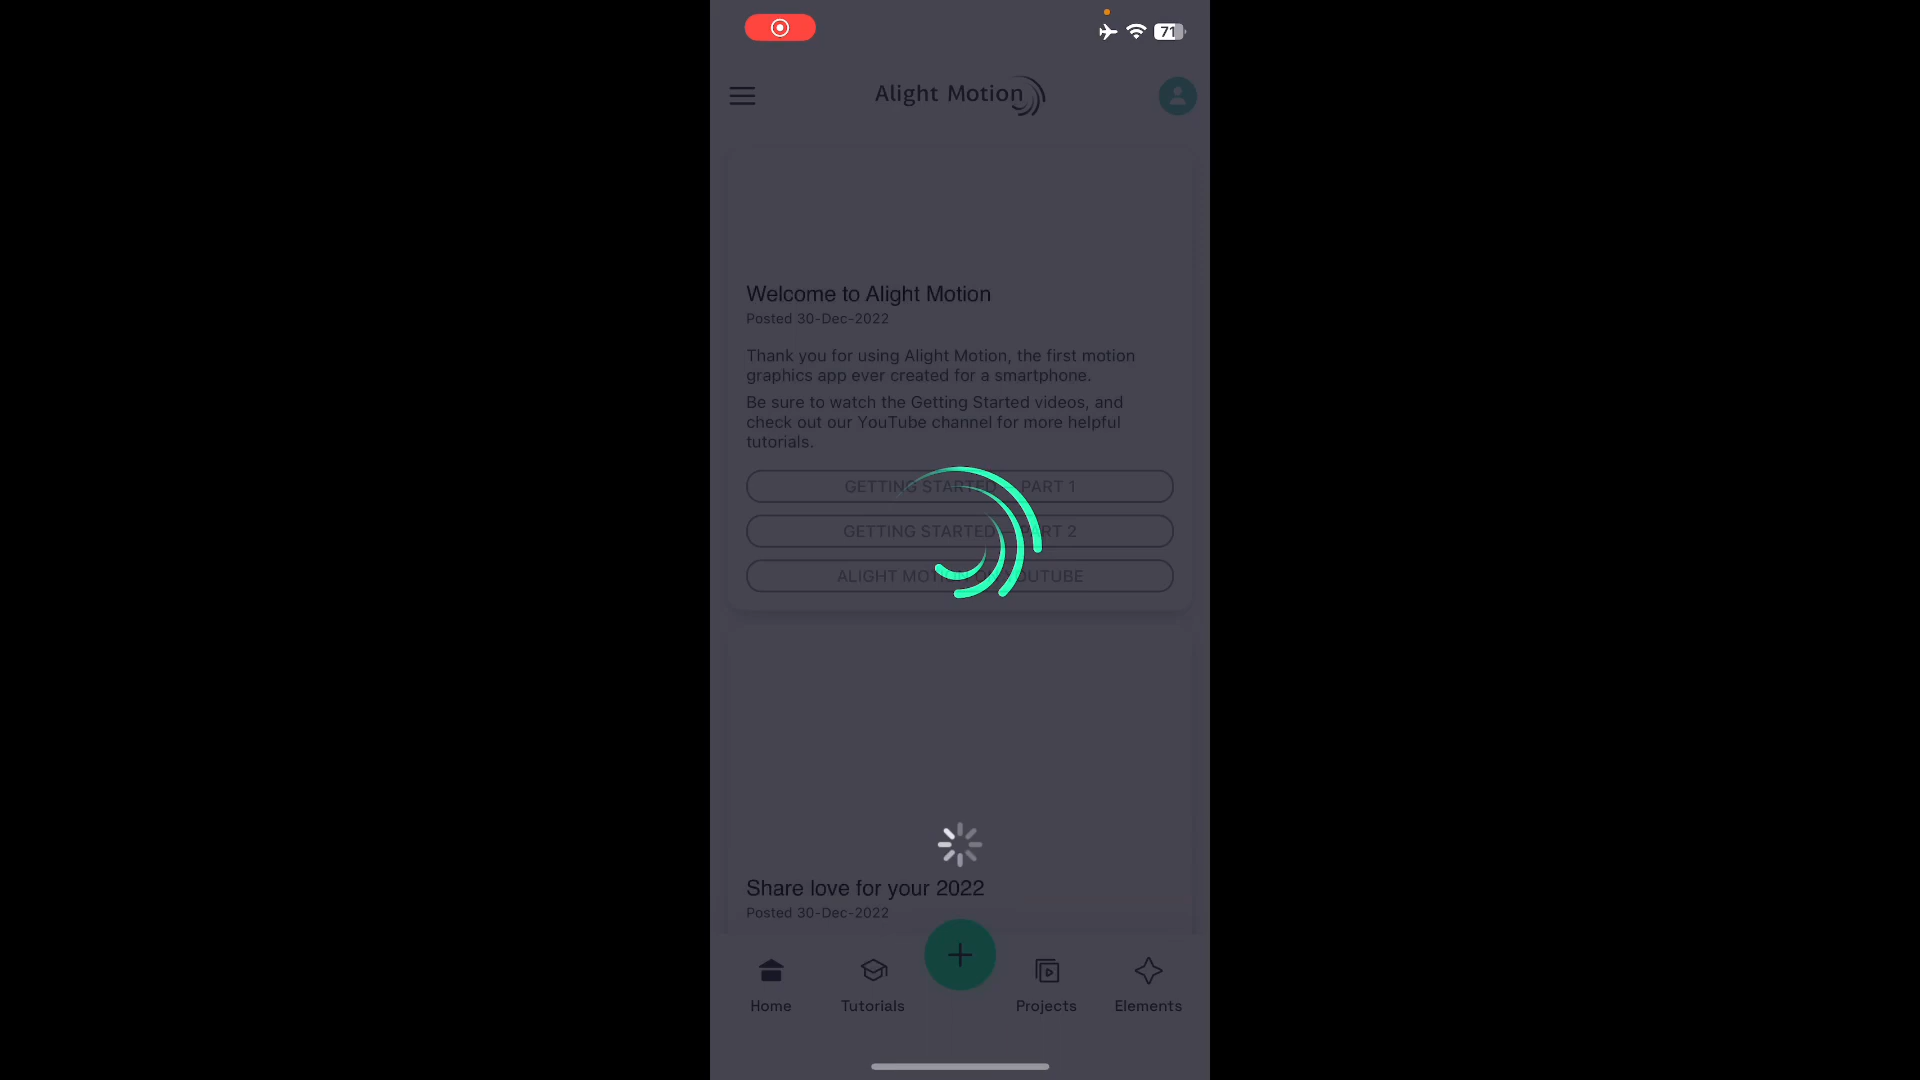 71
Alight Motion
Welcome to Alight Motion
Posted 30-Dec-2022
Thank you for using Alight Motion, the first motion
graphics app ever created for a smartphone.
Be sure to watch the Getting Started videos, and
check out our YouTube channel for more helpful
tutorials.
GETTING STARTED PART 1
GETTING STARTED PART 2
ALIGHT MOTION ON YOUTUBE
Share love for your 2022
Posted 30-Dec-2022
Home
Tutorials
Projects
Elements